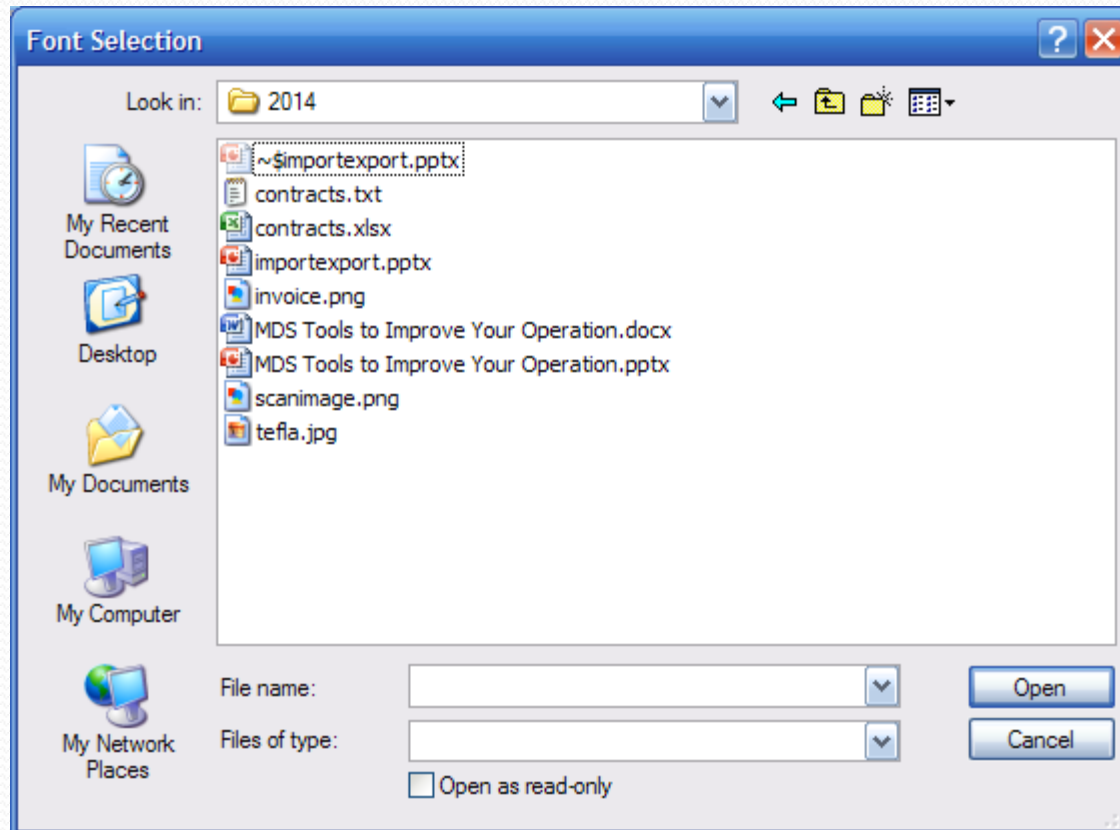 Font Selection
Look in:
2014
My Recent
Documents
Desktop
My Documents
My Computer
My Network
Places
~$importexport.pptx
contracts.txt
contracts.xlsx
importexport.pptx
invoice.png
MDS Tools to Improve Your Operation.docx
MDS Tools to Improve Your Operation.pptx
scanimage.png
tefla.jpg
File name:
Open
Files of type:
Cancel
Open as read-only